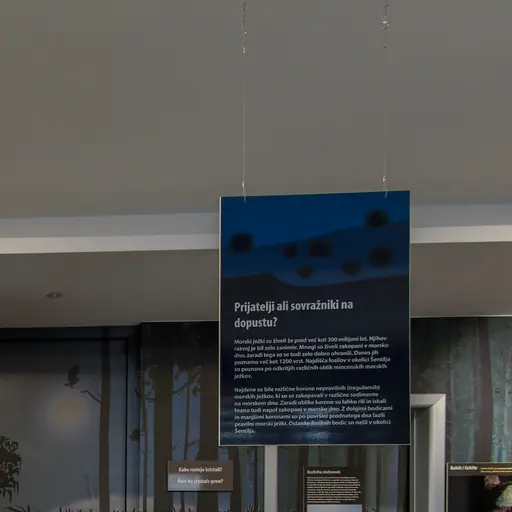 Prijatelji ali sovražniki na
dopustu?
Morski ježki so živeli že pred več kot 300 milijoni let. Njihov
razvoj je bil zelo zanimiv. Mnogi so živeli zakopani v morsko
dno, zaradi tega so se tudi zelo dobro ohranili. Danes jih
poznamo več kot 1200 vrst. Najdišča fosilov v okolici Šentilja
so poznana po odkritjih različnih oblik miocenskih morskih
ježkov.
Najdene so bile različne korone nepravilnih (iregularnih)
morskih ježkov, ki so se zakopavali v različne sedimente
na morskem dnu. Zaradi oblike korone so lahko rili in iskali
hrano tudi napol zakopani v morsko dno. Z dolgimi bodicami
in manjšimi koronami so po površini prodnatega dna lazili
pravilni morski ježki. Ostanke fosilnih bodic so našli v okolici
Šentilja.
Kako rastejo kristali?
How do crystals grow?